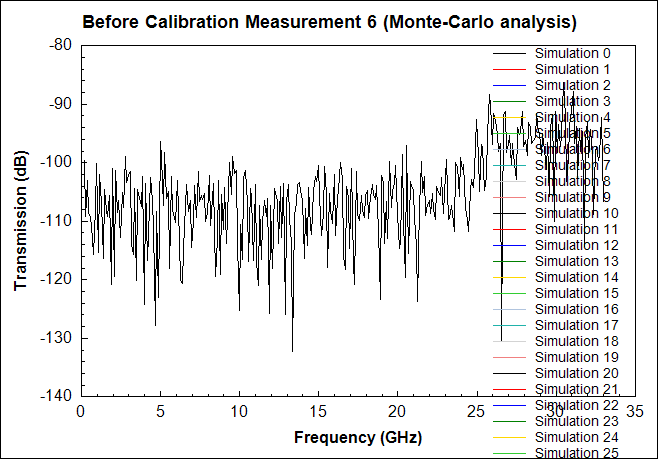 Before Calibration Measurement 6 (Monte-Carlo analysis)
-80
-90
-100
-110
-120
-130
-140
Transmission (dB)
0
5
10
15
20
25
30
35
Frequency (GHz)
Simulation 0
Simulation 1
Simulation 2
Simulation 3
Simulation 4
Simulation 5
Simulation 6
Simulation 7
Simulation 8
Simulation 9
Simulation 10
Simulation 11
Simulation 12
Simulation 13
Simulation 14
Simulation 15
Simulation 16
Simulation 17
Simulation 18
Simulation 19
Simulation 20
Simulation 21
Simulation 22
Simulation 23
Simulation 24
Simulation 25